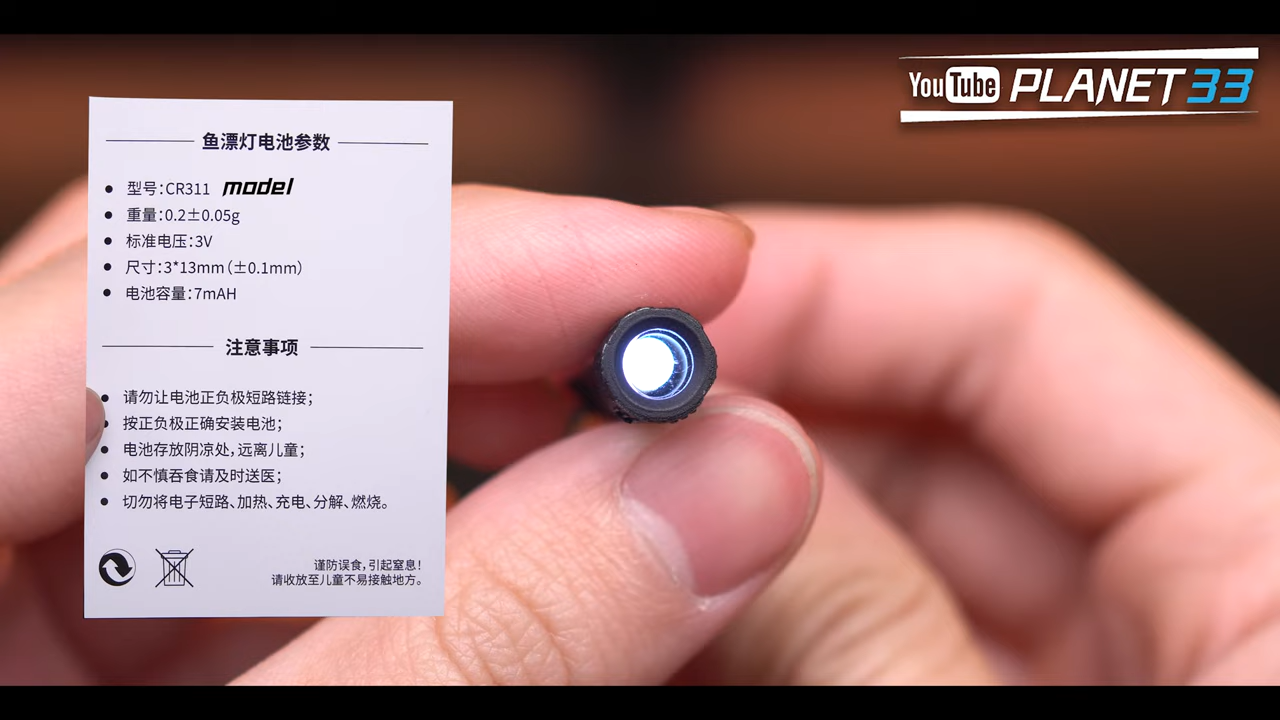 YouTube PLANET 33
鱼漂灯电池参数
型号:CR311 model
重量:0.2±0.05g
标准电压:3V
尺寸:3*13mm(±0.1mm)
电池容量:7mAH
注意事项
请勿让电池正负极短路链接;
按正负极正确安装电池;
电池存放阴凉处,远离儿童;
如不慎吞食请及时送医;
切勿将电子短路、加热、充电、分解、燃烧。
谨防误食,引起窒息!
请收放至儿童不易接触地方。